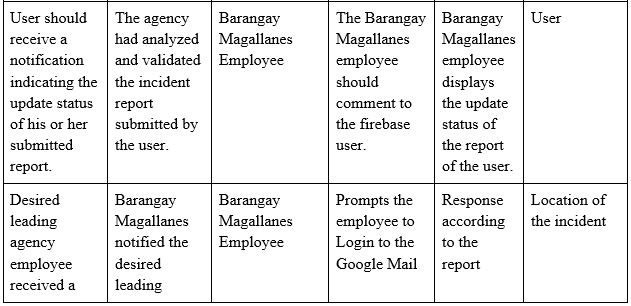 User should
receive a
notification
indicating the
update status
of his or her
submitted
report.
The agency
had analyzed
and validated
the incident
report
submitted by
the user.
Barangay
Magallanes
Employee
The Barangay
Magallanes
employee
should
comment to
the firebase
user.
Barangay
Magallanes
employee
displays
the update
status of
the report
of the user.
User
Desired
leading
agency
employee
received a
Barangay
Magallanes
notified the
desired
leading
Barangay
Magallanes
Employee
Prompts the
employee to
Login to the
Google Mail
Response
according
to the
report
Location of
the incident